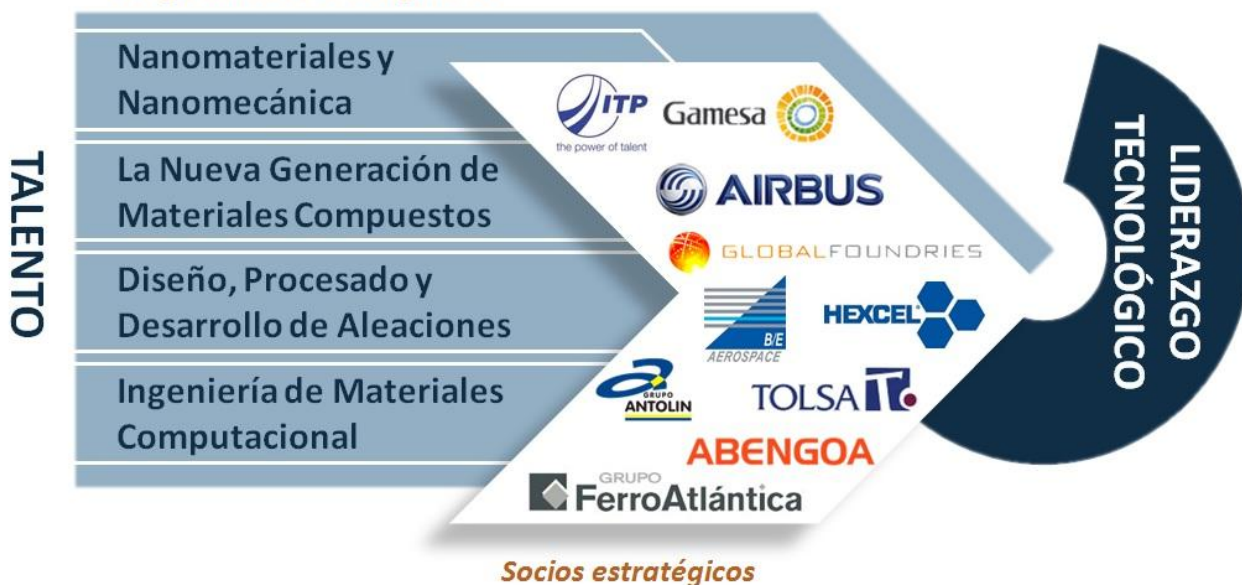 TALENTO
Nanomateriales y
Nanomecánica
La Nueva Generación de
Materiales Compuestos
Diseño, Procesado y
Desarrollo de Aleaciones
Ingeniería de Materiales
Computacional
ITP
the power of talent
Gamesa
AIRBUS
GLOBALFOUNDRIES
B/E
AEROSPACE
HEXCEL
GRUPO
ANTOLIN
TOLSA
ABENGOA
GRUPO
FerroAtlántica
Socios estratégicos
LIDERAZGO
TECNOLÓGICO